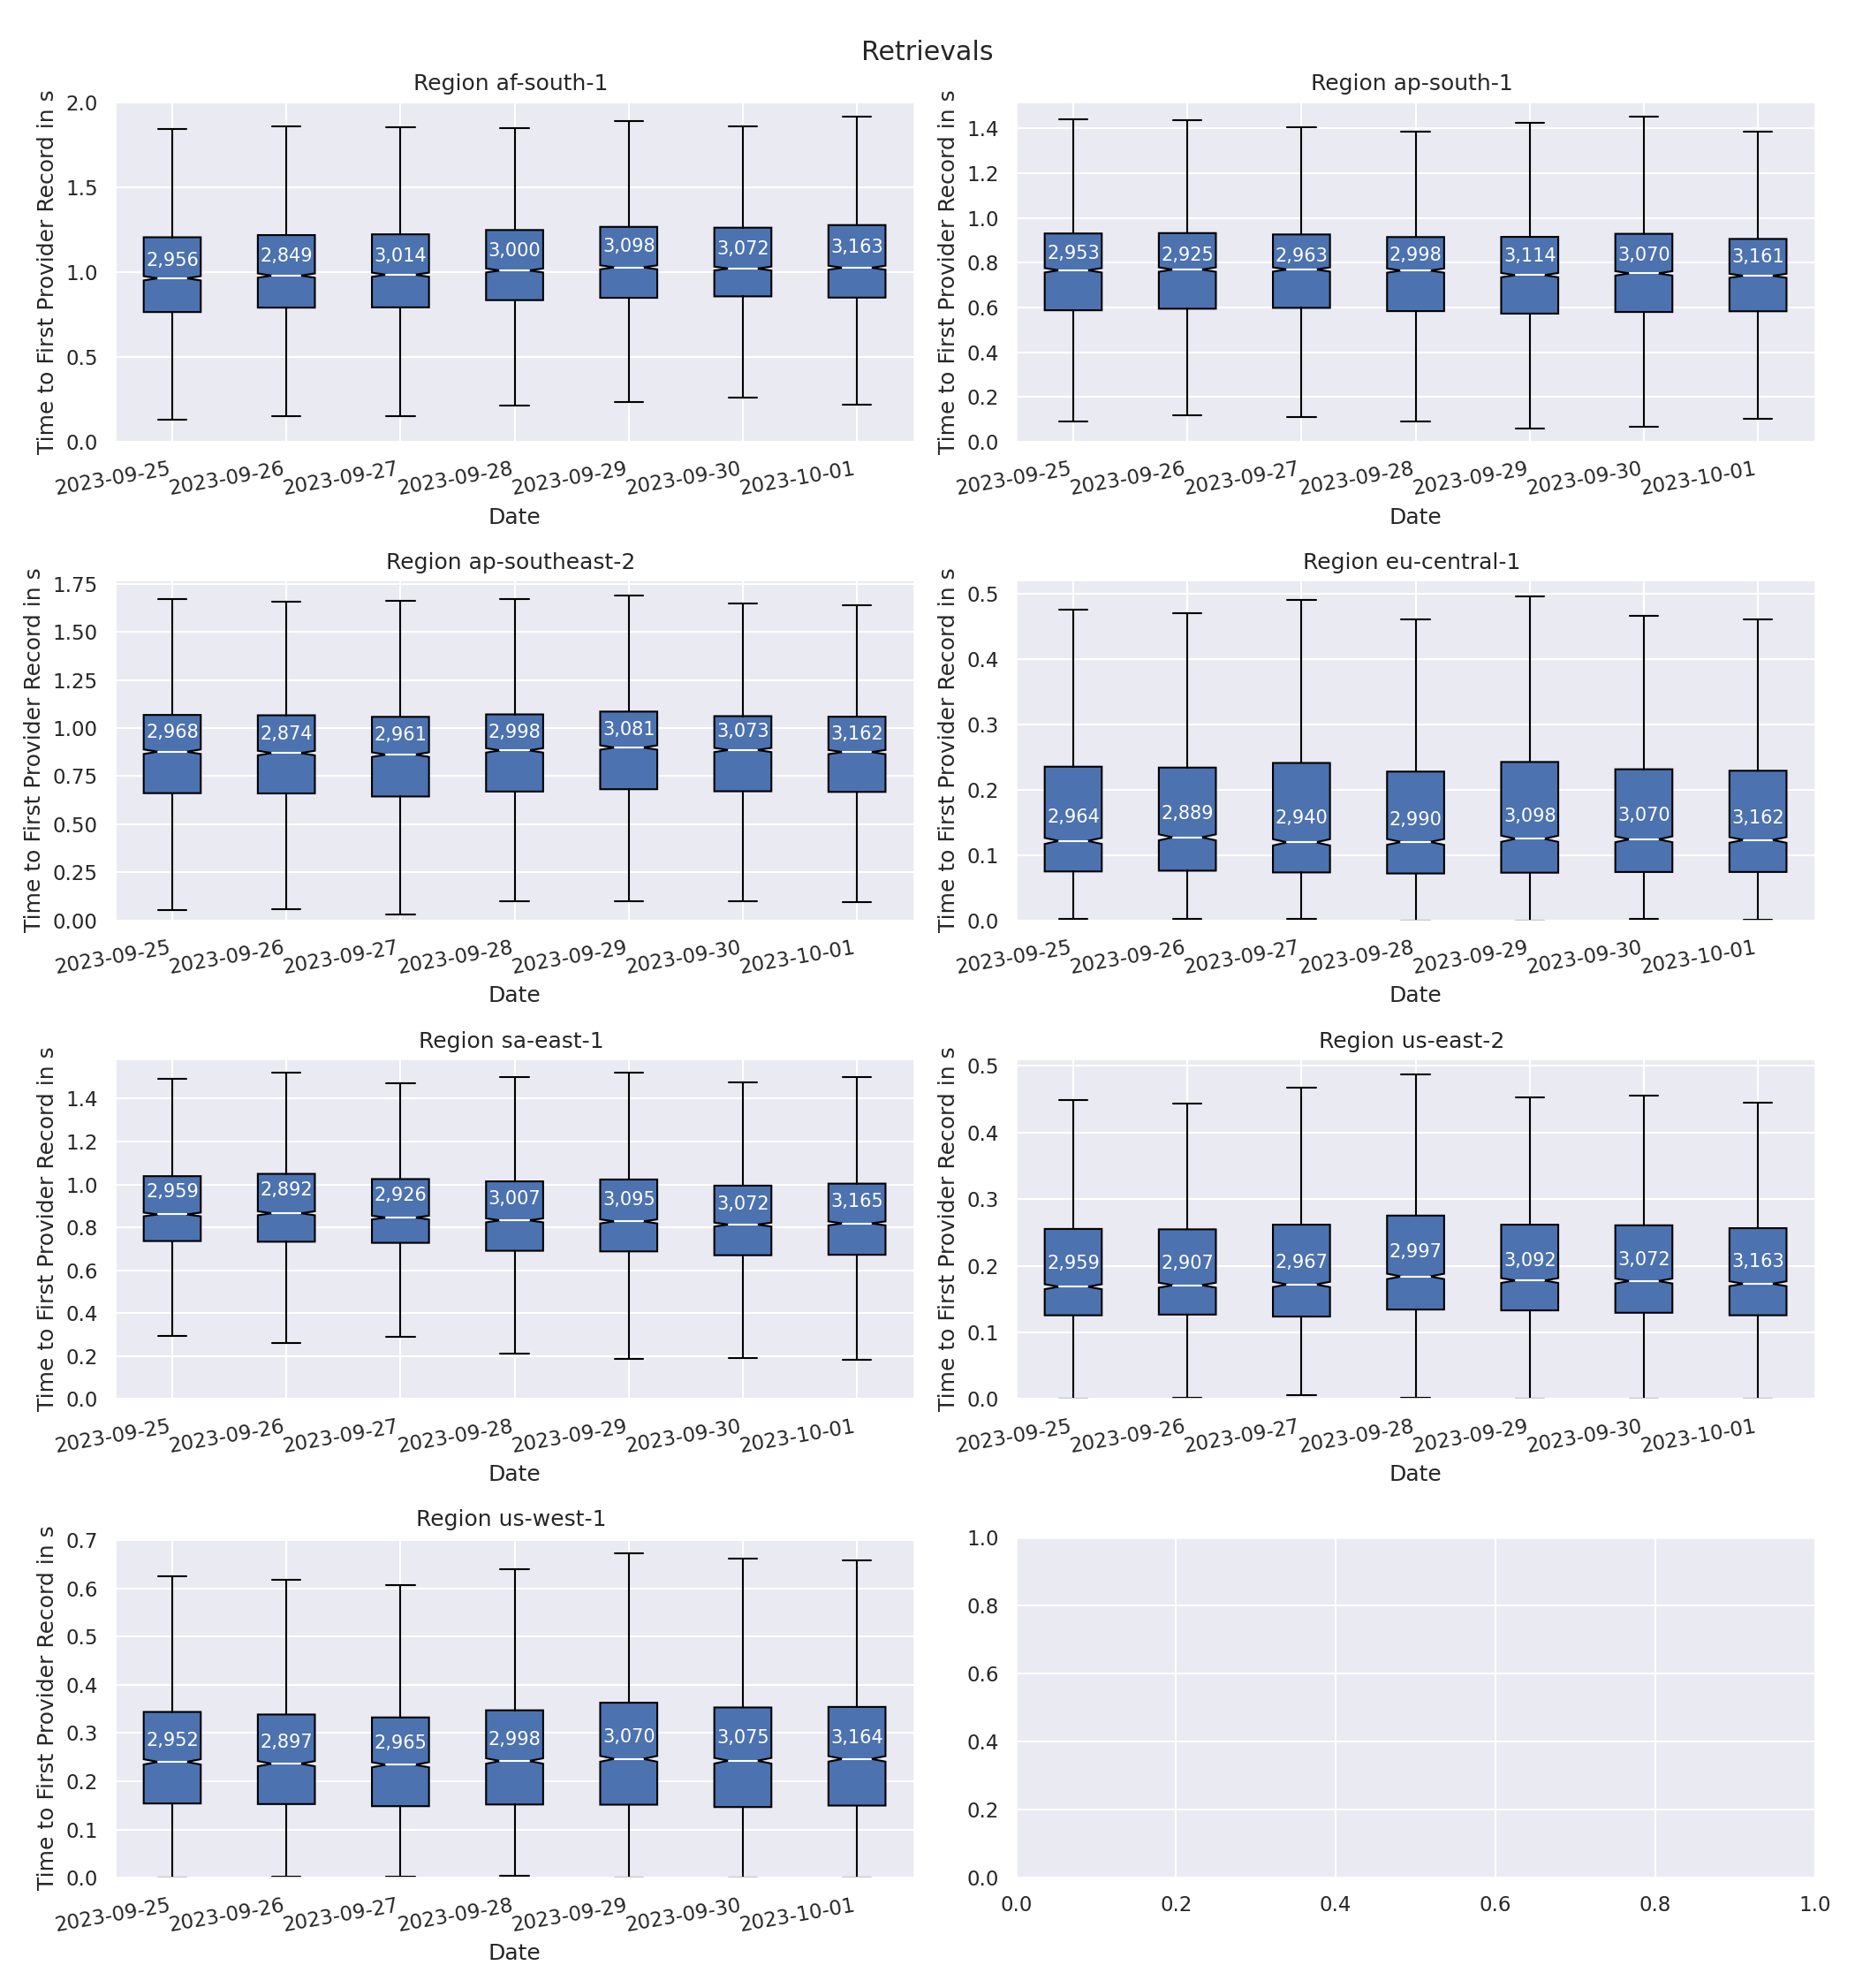 Retrievals
Region af-south-1
Time to First Provider Record in s
2.0
1.5
1.0
0.5
0.0
2,956 2,849 3,014 3,000 3,098 3,072 3,163
2023-09-25 2023-09-26 2023-09-27 2023-09-28 2023-09-29 2023-09-30 2023-10-01
Date
Region ap-south-1
Time to First Provider Record in s
1.4
1.2
1.0
0.8
0.6
0.4
0.2
0.0
2,953 2,925 2,963 2,998 3,114 3,070 3,161
2023-09-25 2023-09-26 2023-09-27 2023-09-28 2023-09-29 2023-09-30 2023-10-01
Date
Region ap-southeast-2
Time to First Provider Record in s
1.75
1.50
1.25
1.00
0.75
0.50
0.25
0.00
2,968 2,874 2,961 2,998 3,081 3,073 3,162
2023-09-25 2023-09-26 2023-09-27 2023-09-28 2023-09-29 2023-09-30 2023-10-01
Date
Region eu-central-1
Time to First Provider Record in s
0.5
0.4
0.3
0.2
0.1
0.0
2,964 2,889 2,940 2,990 3,098 3,070 3,162
2023-09-25 2023-09-26 2023-09-27 2023-09-28 2023-09-29 2023-09-30 2023-10-01
Date
Region sa-east-1
Time to First Provider Record in s
1.4
1.2
1.0
0.8
0.6
0.4
0.2
0.0
2,959 2,892 2,926 3,007 3,095 3,072 3,165
2023-09-25 2023-09-26 2023-09-27 2023-09-28 2023-09-29 2023-09-30 2023-10-01
Date
Region us-east-2
Time to First Provider Record in s
0.5
0.4
0.3
0.2
0.1
0.0
2,959 2,907 2,967 2,997 3,092 3,072 3,163
2023-09-25 2023-09-26 2023-09-27 2023-09-28 2023-09-29 2023-09-30 2023-10-01
Date
Region us-west-1
Time to First Provider Record in s
0.7
0.6
0.5
0.4
0.3
0.2
0.1
0.0
2,952 2,897 2,965 2,998 3,070 3,075 3,164
2023-09-25 2023-09-26 2023-09-27 2023-09-28 2023-09-29 2023-09-30 2023-10-01
Date
1.0
0.8
0.6
0.4
0.2
0.0
0.0 0.2 0.4 0.6 0.8 1.0